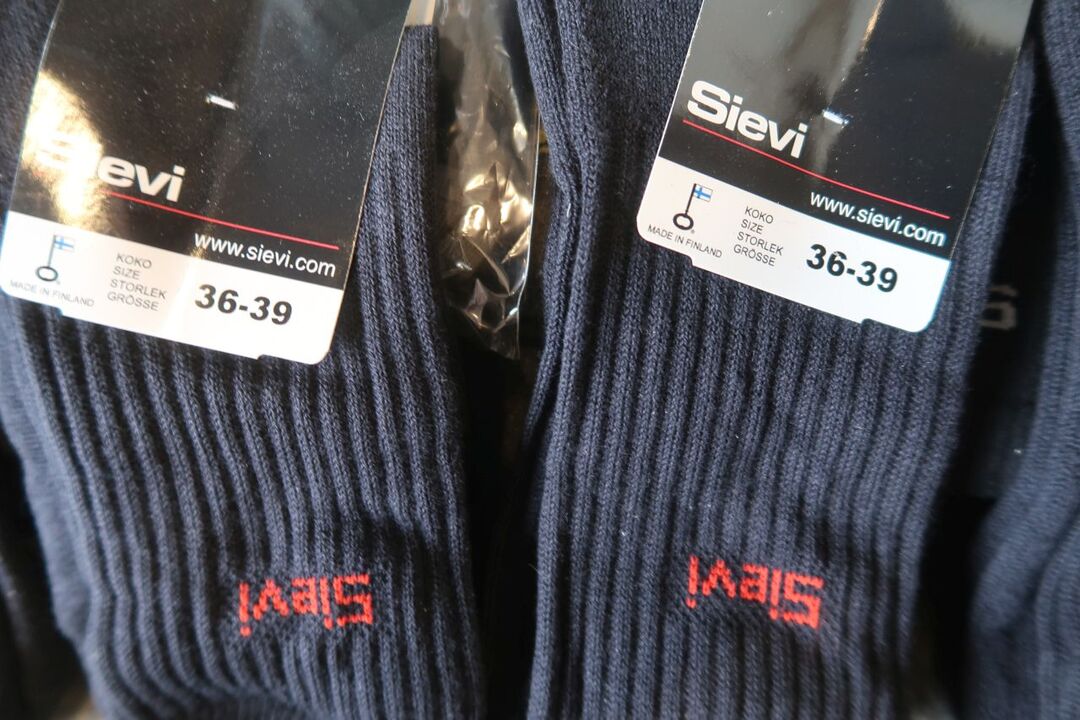 Sievi
www.sievi.com
MADE IN FINLAND
KOKO
SIZE
STORLEK
GRÖSSE
36-39
Sievi
www.sievi.com
MADE IN FINLAND
KOKO
SIZE
STORLEK
GRÖSSE
36-39
Sievi
Sievi